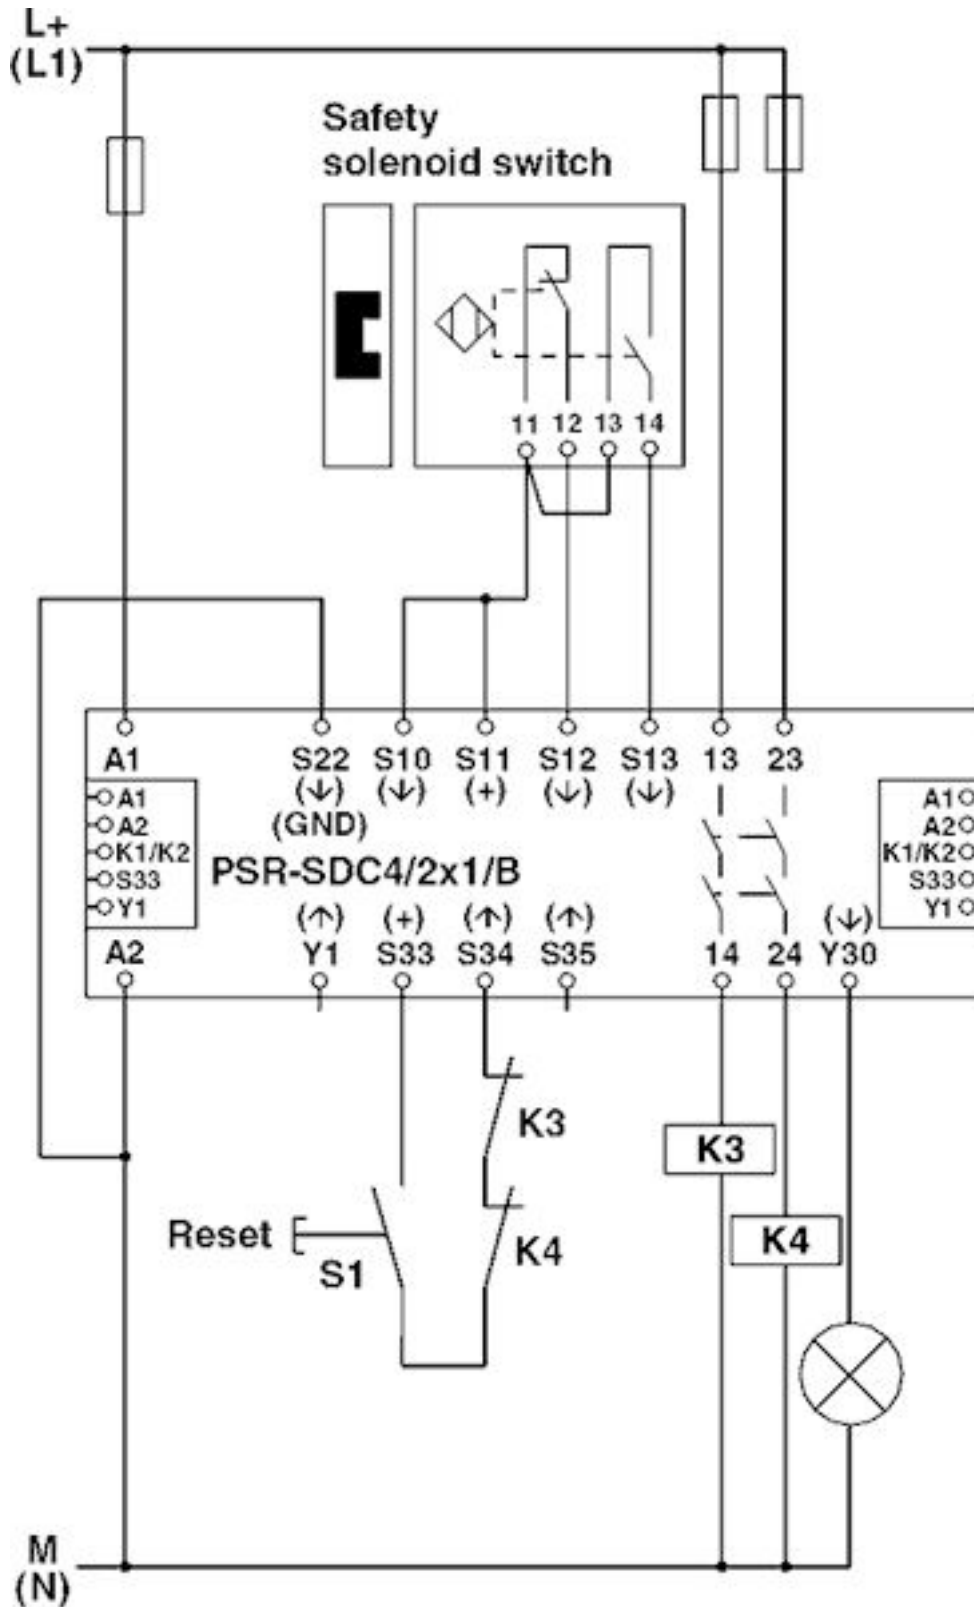 L+
(L1)
Safety
solenoid switch
11 12 13 14
A1 S22 S10 S11 S12 S13 13 23
(↓) (↓) (+) (↓) (↓)
(GND)
A1
A2
K1/K2
S33
Y1
A1
A2
K1/K2
S33
Y1
PSR-SDC4/2x1/B
(↑) (+) (↑) (↑) (↓)
A2 Y1 S33 S34 S35 14 24 Y30
K3
K3
Reset
S1
K4
K4
M
(N)